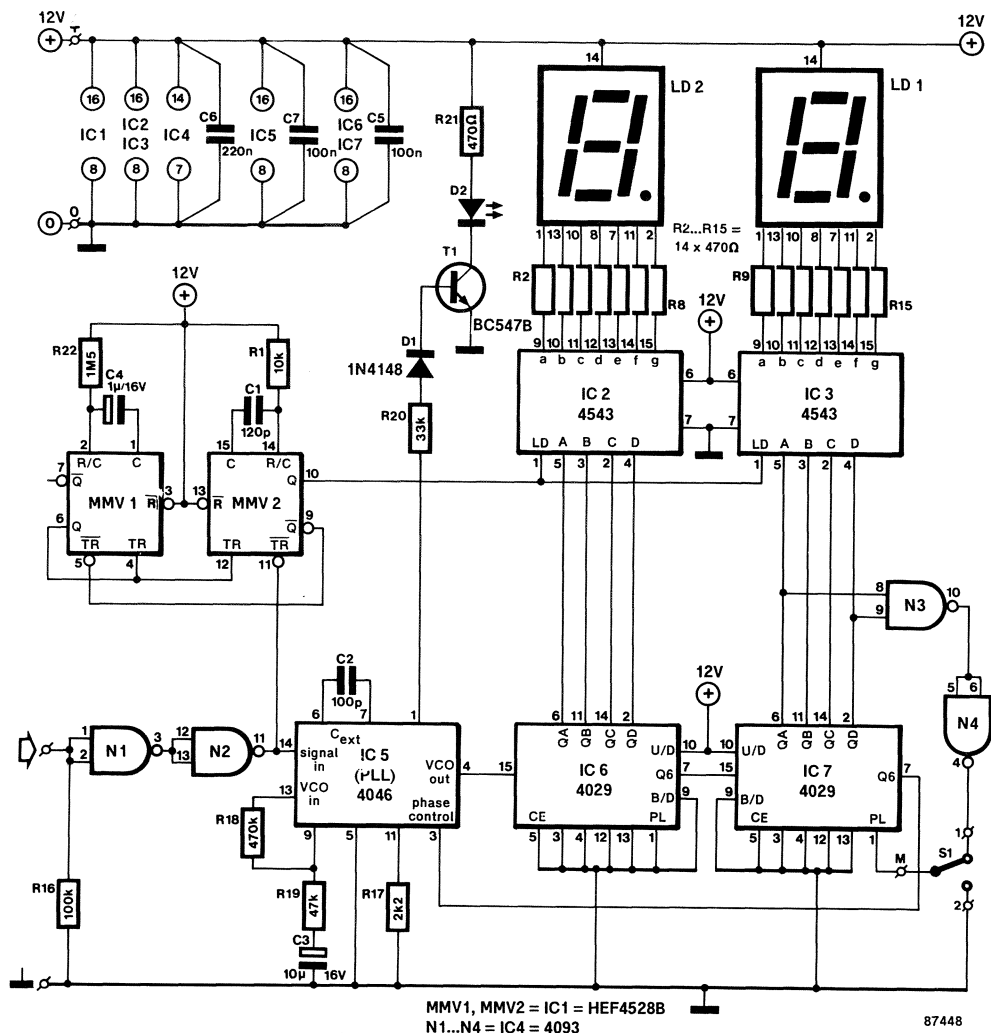 12V
12V
16 16 14 16 16
IC1
IC2
IC3
IC4
C6
220n
IC5
C7
100n
IC6
IC7
C5
100n
8 8 7 8 8
0 0
R21
470Ω
D2
T1
BC547B
D1
1N4148
R20
33k
14
LD 2
14
LD 1
1 13 10 8 7 11 2
R2...R15 =
14 x 470Ω
1 13 10 8 7 11 2
R2
R8
R9
R15
12V
9 10 11 12 13 14 15
a b c d e f g
IC 2
4543
6
7
LD A B C D
1 5 3 2 4
9 10 11 12 13 14 15
a b c d e f g
IC 3
4543
6
7
LD A B C D
1 5 3 2 4
12V
R22
1M5
C4
1µ/16V
R1
10k
C1
120p
2 1
R/C C
7 Q
MMV 1
R 3
6 Q
TR TR
5 4
15 14
C R/C
Q 10
13 R
MMV 2
Q 9
TR TR
12 11
8
9
N3
10
5 6
N4
4
1
S1
2
M
1
2
N1
3
12
13
N2
11
C2
100p
6 7 1
Cext
14 signal
in
IC 5
(PLL)
4046
VCO
out 4
13 VCO
in
phase
control
9 5 11 3
R18
470k
R19
47k
C3
10µ 16V
R17
2k2
R16
100k
12V
6 11 14 2
QA QB QC QD
15
IC 6
4029
U/D 10
Q6 7
B/D 9
CE PL
5 3 4 12 13 1
6 11 14 2
QA QB QC QD
10 U/D
15
9 B/D
IC 7
4029
Q6 7
CE PL
5 3 4 12 13 1
MMV1, MMV2 = IC1 = HEF4528B
N1...N4 = IC4 = 4093
87448